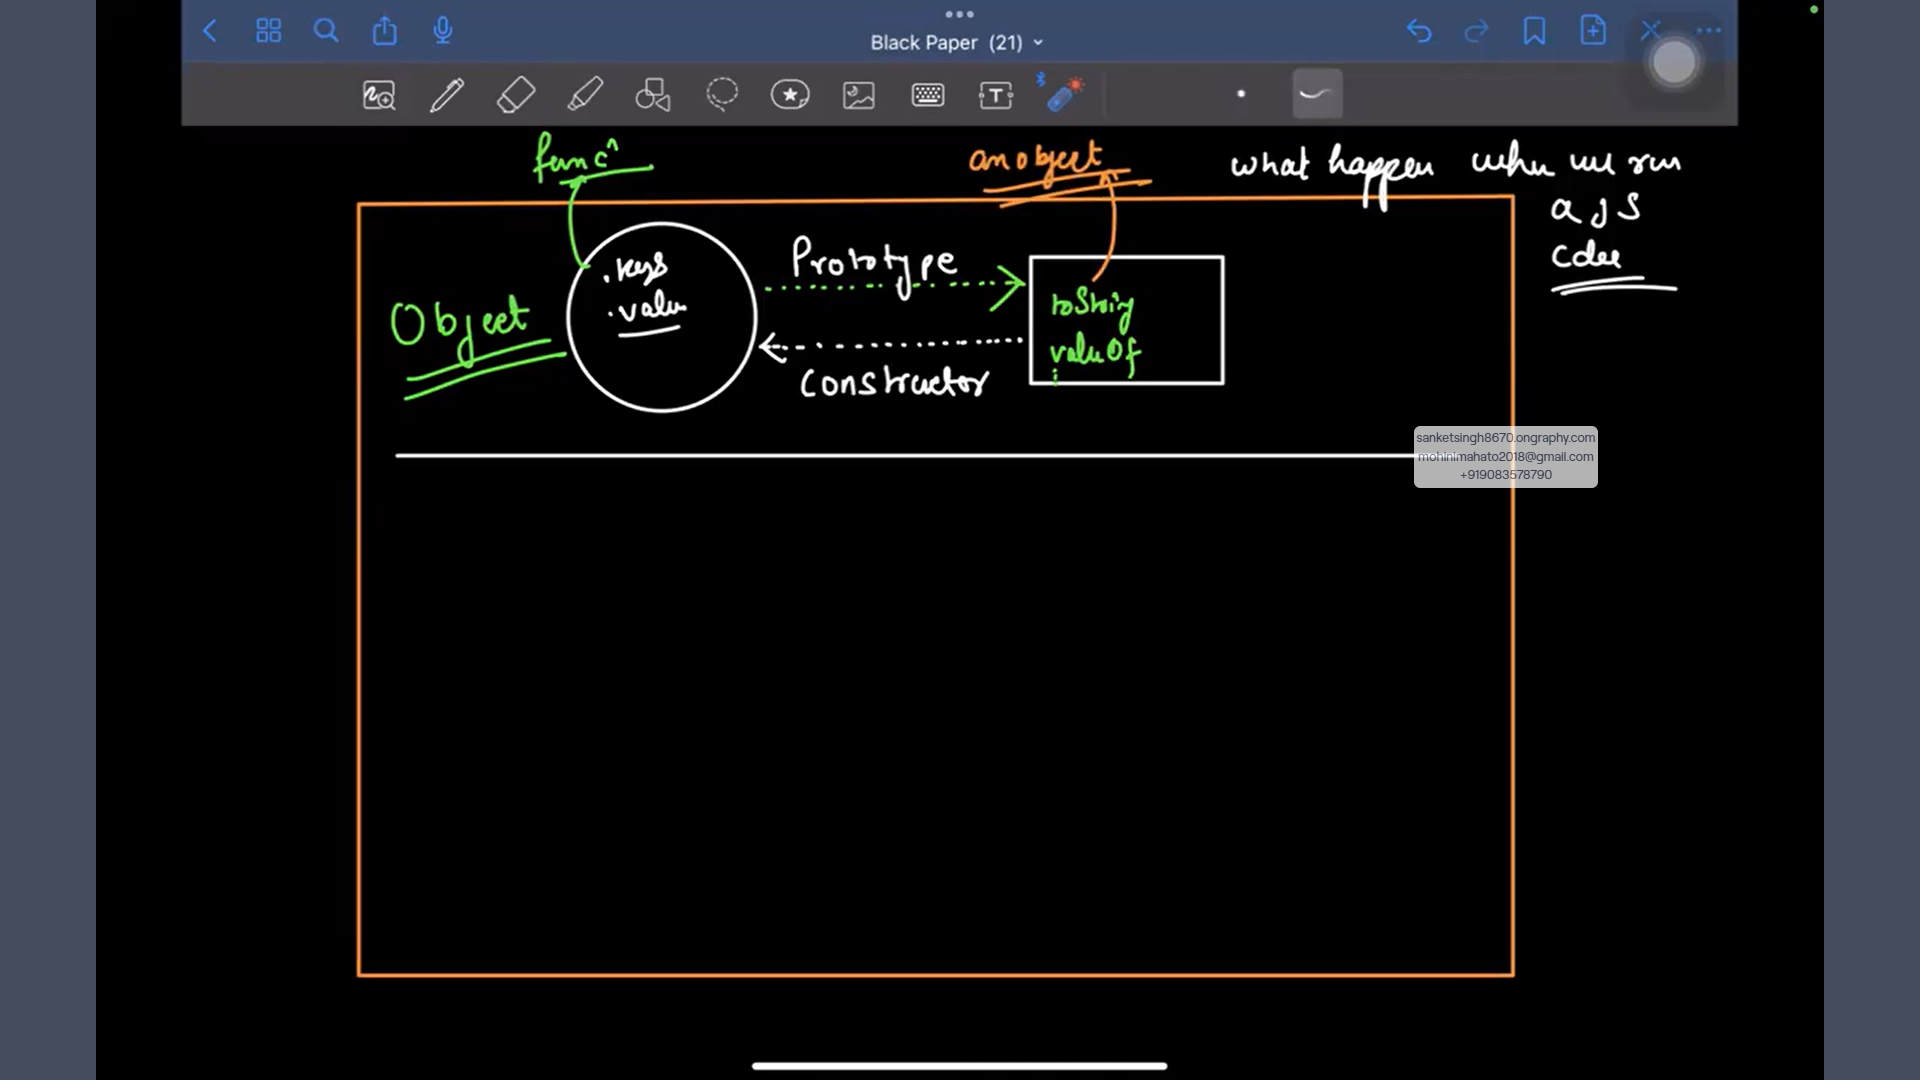 Black Paper (21)
funcⁿ
an object
what happen when we run
a JS
code
Prototype
.keys
.value
Object
toString
valueOf
constructor
sanketsingh8670.ongraphy.com
mohinimahato2018@gmail.com
+919083578790